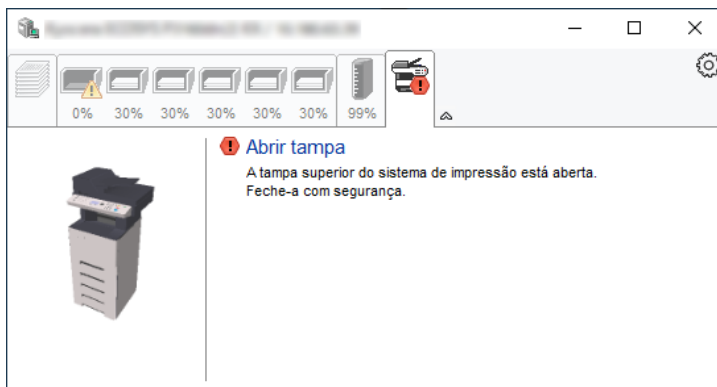 0% 30% 30% 30% 30% 30% 99%
Abrir tampa
A tampa superior do sistema de impressão está aberta.
Feche-a com segurança.